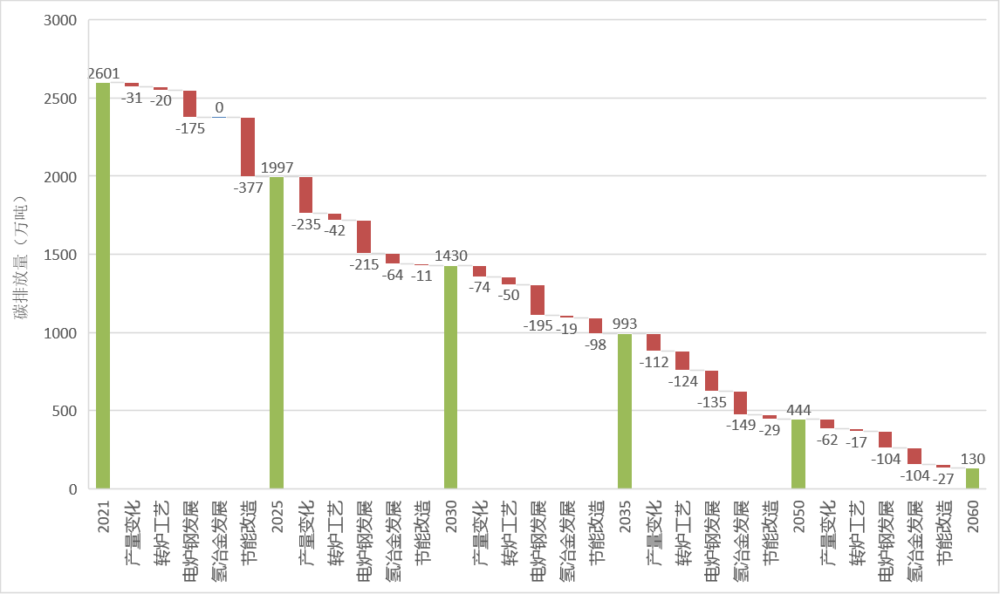 碳排放量（万吨）
3000
2500
2000
1500
1000
500
0
2601
-31
-20
-175
0
-377
1997
-235
-42
-215
-64
-11
1430
-74
-50
-195
-19
-98
993
-112
-124
-135
-149
-29
444
-62
-17
-104
-104
-27
130
2021
产量变化
转炉工艺
电炉钢发展
氢冶金发展
节能改造
2025
产量变化
转炉工艺
电炉钢发展
氢冶金发展
节能改造
2030
产量变化
转炉工艺
电炉钢发展
氢冶金发展
节能改造
2035
产量变化
转炉工艺
电炉钢发展
氢冶金发展
节能改造
2050
产量变化
转炉工艺
电炉钢发展
氢冶金发展
节能改造
2060